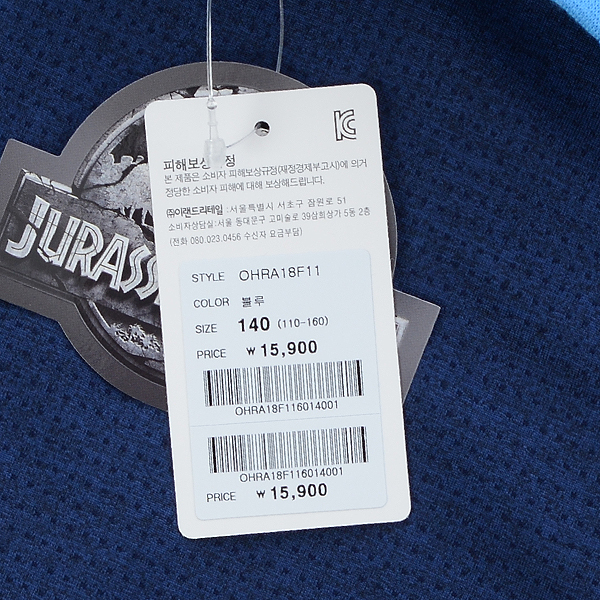 JURASS
KC
피해보상규정
본 제품은 소비자 피해보상규정(재정경제부고시)에 의거
정당한 소비자 피해에 대해 보상해드립니다.
㈜이랜드리테일 : 서울특별시 서초구 잠원로 51
소비자상담실 : 서울 동대문구 고미술로 39삼희상가 5동 2층
(전화 080.023.0456 수신자 요금부담)
STYLE OHRA18F11
COLOR 블루
SIZE 140 (110-160)
PRICE ₩ 15,900
OHRA18F116014001
OHRA18F116014001
PRICE ₩ 15,900